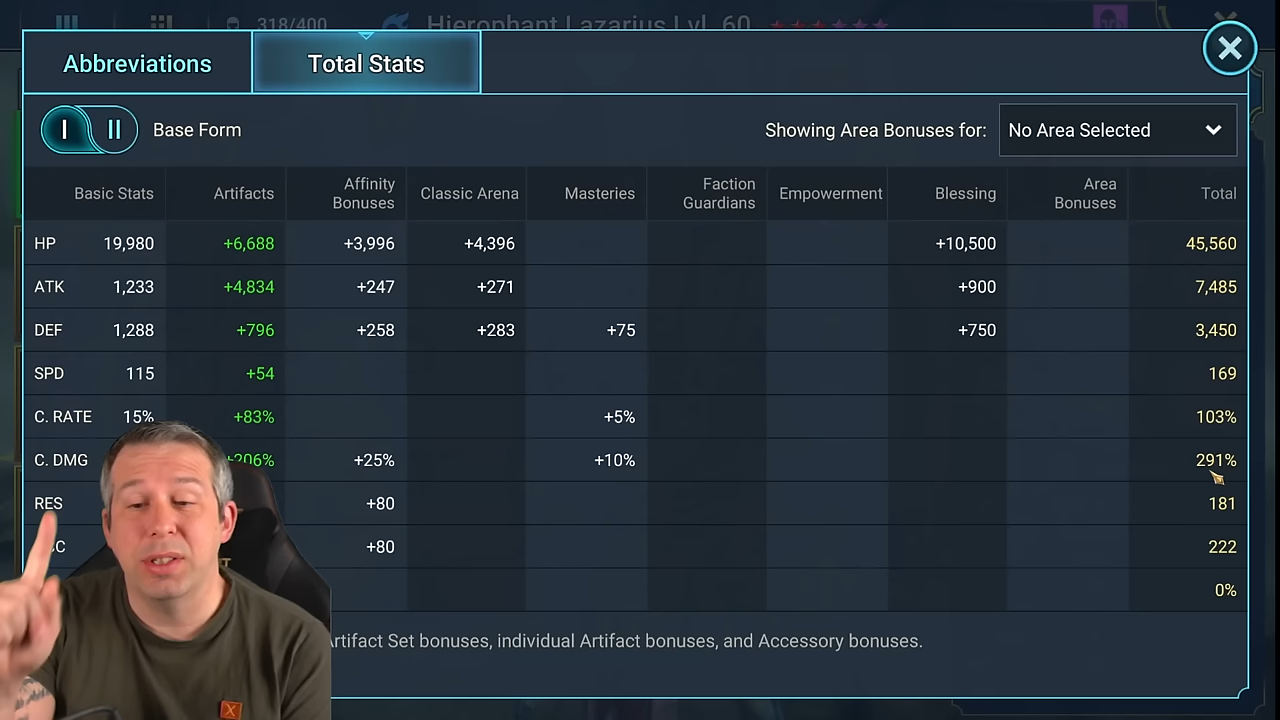 318/400 Hierophant Lazarius Lvl. 60
Abbreviations Total Stats
I II Base Form Showing Area Bonuses for: No Area Selected
Basic Stats Artifacts Affinity Bonuses Classic Arena Masteries Faction Guardians Empowerment Blessing Area Bonuses Total
HP 19,980 +6,688 +3,996 +4,396 +10,500 45,560
ATK 1,233 +4,834 +247 +271 +900 7,485
DEF 1,288 +796 +258 +283 +75 +750 3,450
SPD 115 +54 169
C. RATE 15% +83% +5% 103%
C. DMG +206% +25% +10% 291%
RES +80 181
+80 222
0%
Artifact Set bonuses, individual Artifact bonuses, and Accessory bonuses.